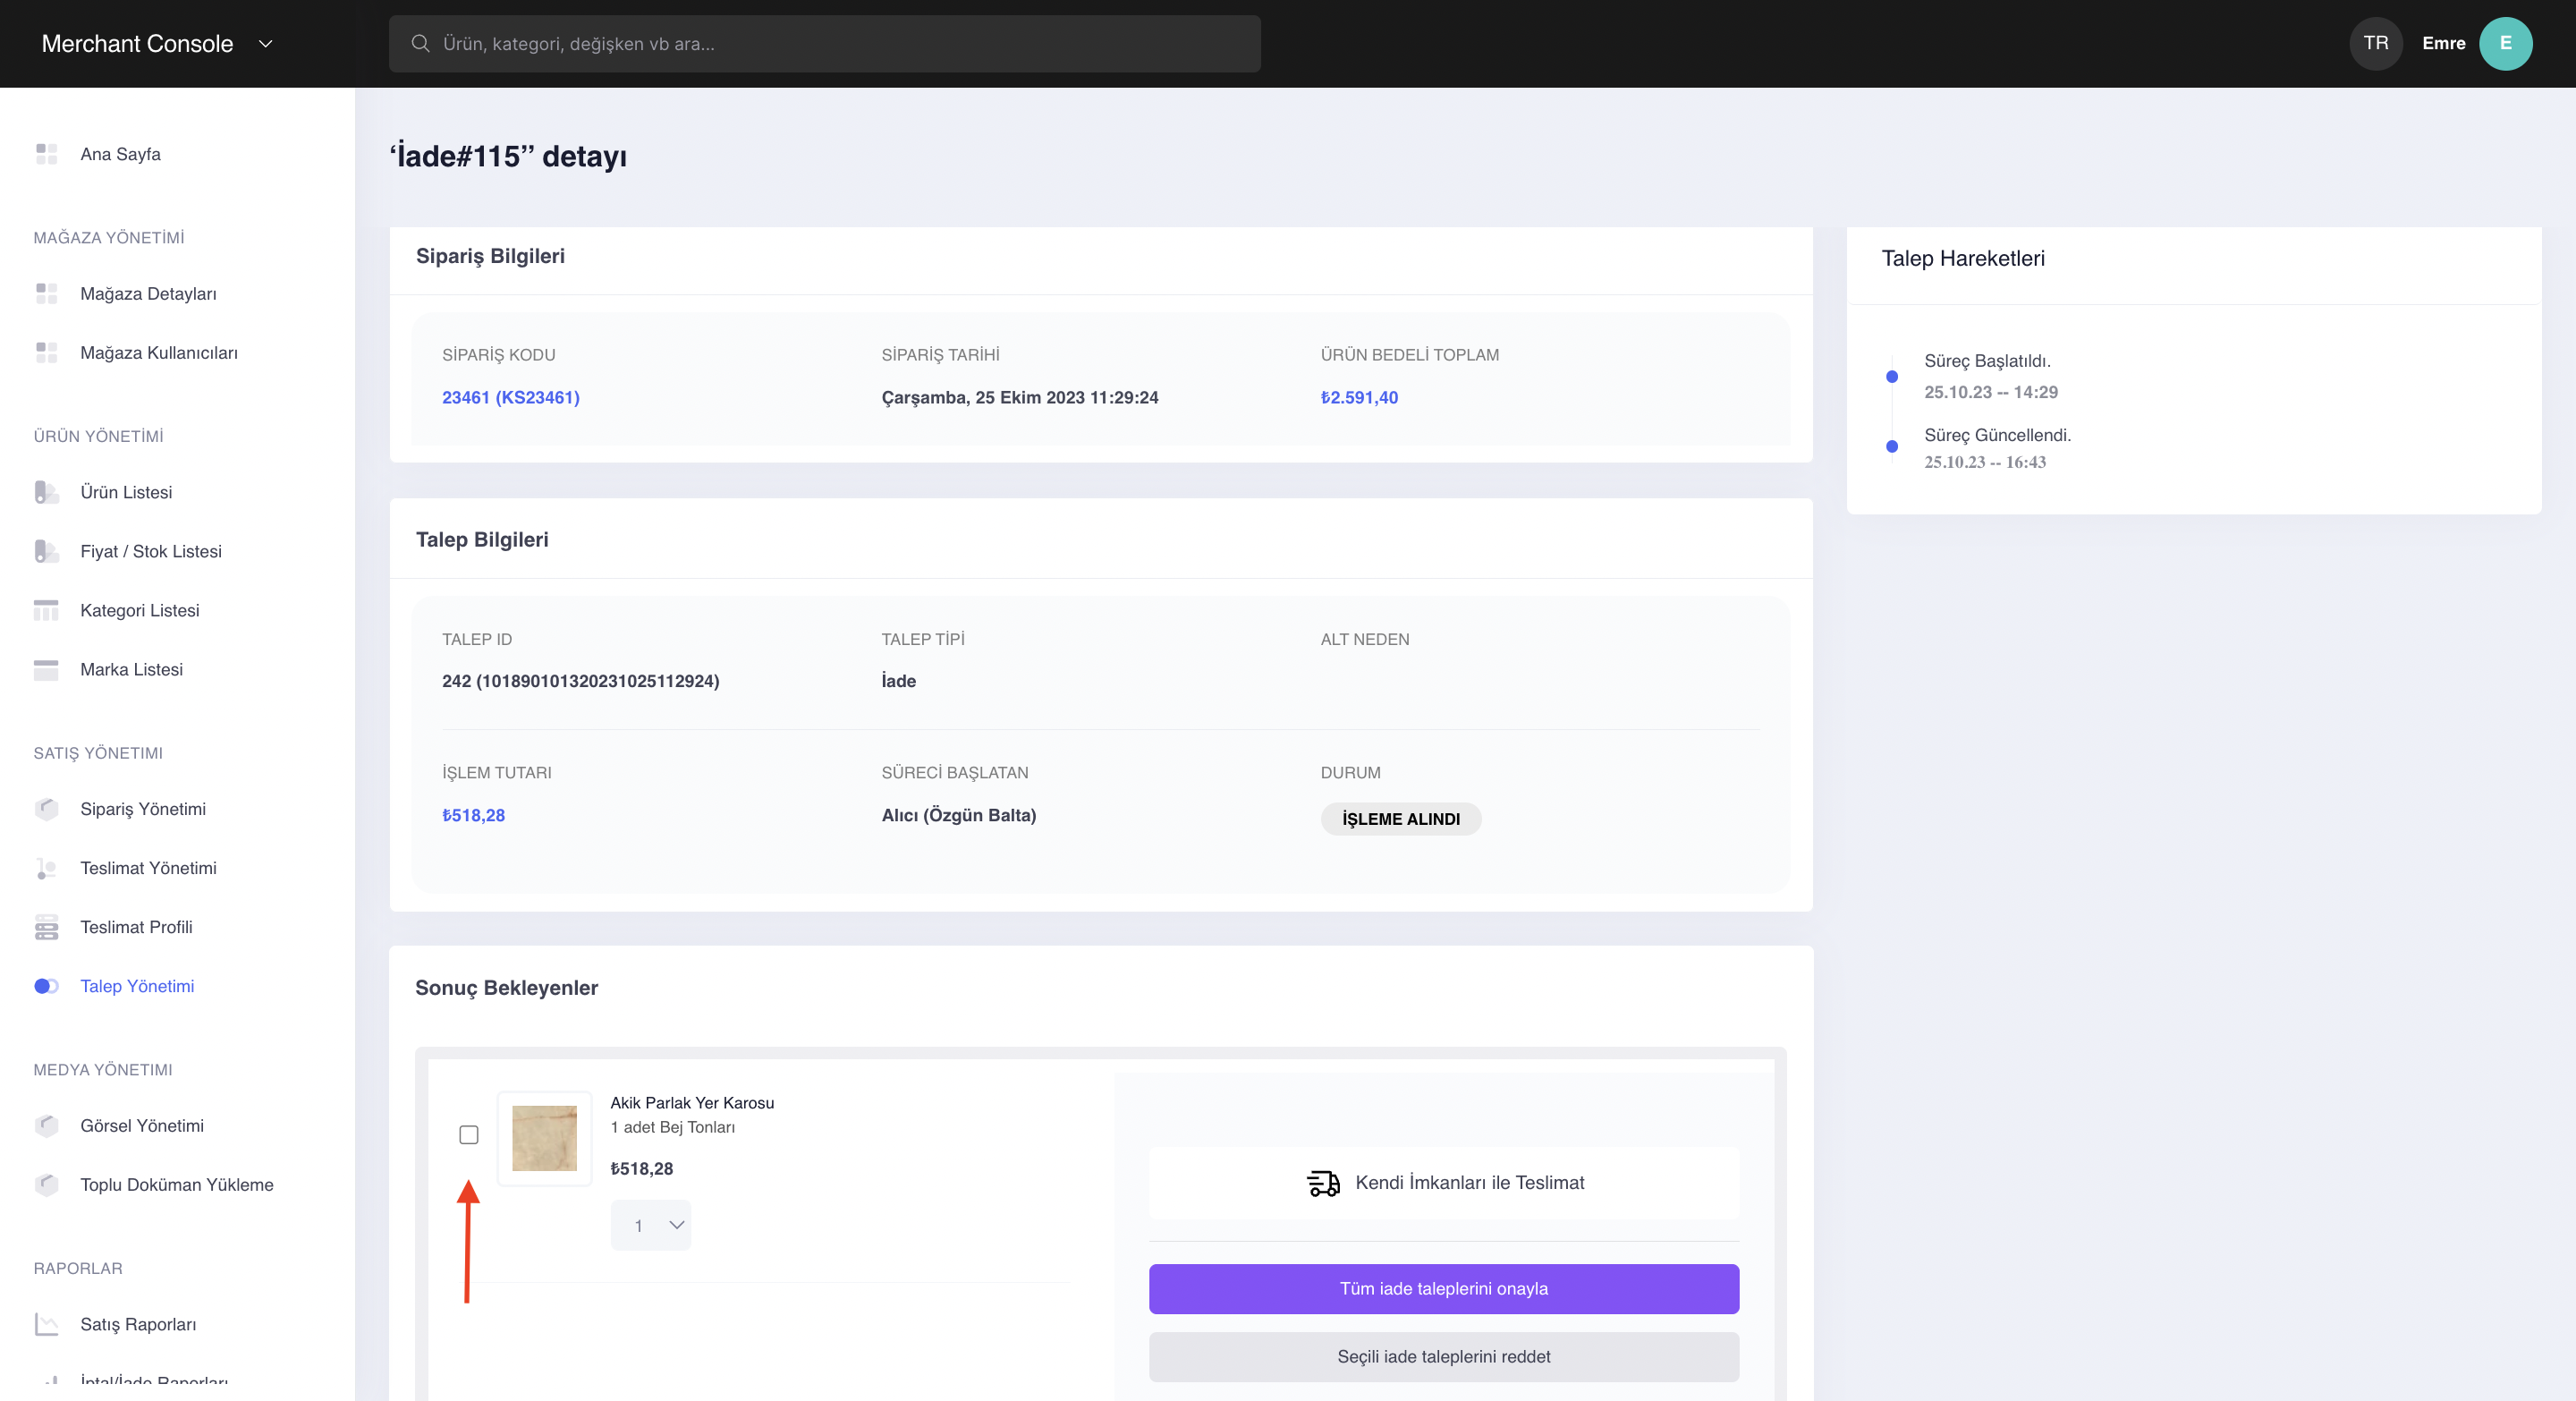 Merchant Console
Ürün, kategori, değişken vb ara...
TR
Emre
E
Ana Sayfa
MAĞAZA YÖNETİMİ
Mağaza Detayları
Mağaza Kullanıcıları
ÜRÜN YÖNETİMİ
Ürün Listesi
Fiyat / Stok Listesi
Kategori Listesi
Marka Listesi
SATIŞ YÖNETIMI
Sipariş Yönetimi
Teslimat Yönetimi
Teslimat Profili
Talep Yönetimi
MEDYA YÖNETIMI
Görsel Yönetimi
Toplu Doküman Yükleme
RAPORLAR
Satış Raporları
İptal/İade Raporları
‘İade#115’’ detayı
Sipariş Bilgileri
SİPARİŞ KODU
23461 (KS23461)
SİPARİŞ TARİHİ
Çarşamba, 25 Ekim 2023 11:29:24
ÜRÜN BEDELİ TOPLAM
₺2.591,40
Talep Bilgileri
TALEP ID
242 (101890101320231025112924)
TALEP TİPİ
İade
ALT NEDEN
İŞLEM TUTARI
₺518,28
SÜRECİ BAŞLATAN
Alıcı (Özgün Balta)
DURUM
İŞLEME ALINDI
Sonuç Bekleyenler
Akik Parlak Yer Karosu
1 adet Bej Tonları
₺518,28
1
Kendi İmkanları ile Teslimat
Tüm iade taleplerini onayla
Seçili iade taleplerini reddet
Talep Hareketleri
Süreç Başlatıldı.
25.10.23 -- 14:29
Süreç Güncellendi.
25.10.23 -- 16:43